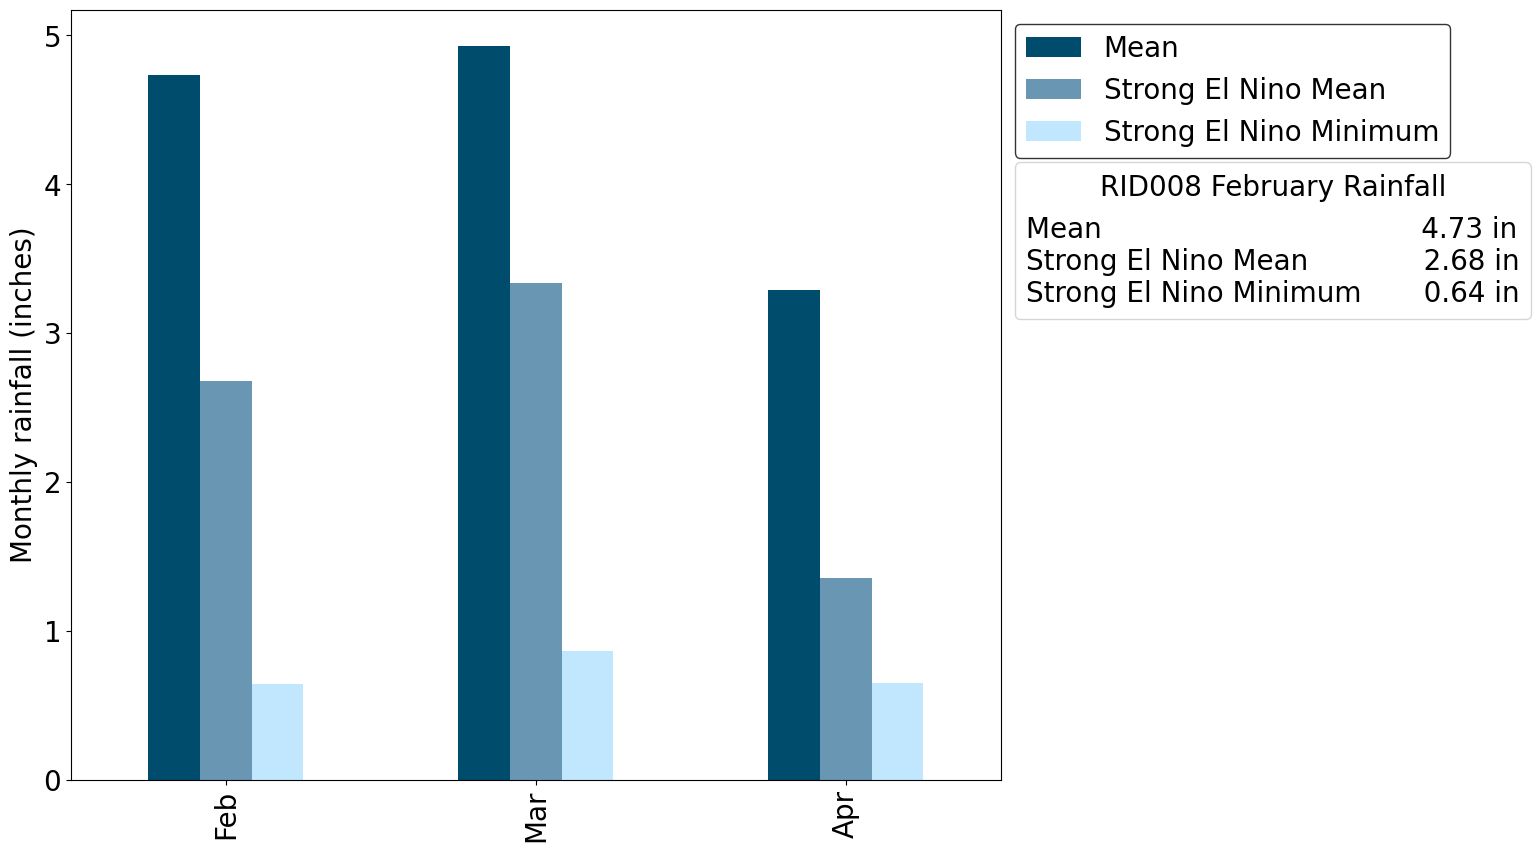 Monthly rainfall (inches)
5
4
3
2
1
0
Feb
Mar
Apr
Mean
Strong El Nino Mean
Strong El Nino Minimum
RID008 February Rainfall
Mean 4.73 in
Strong El Nino Mean 2.68 in
Strong El Nino Minimum 0.64 in